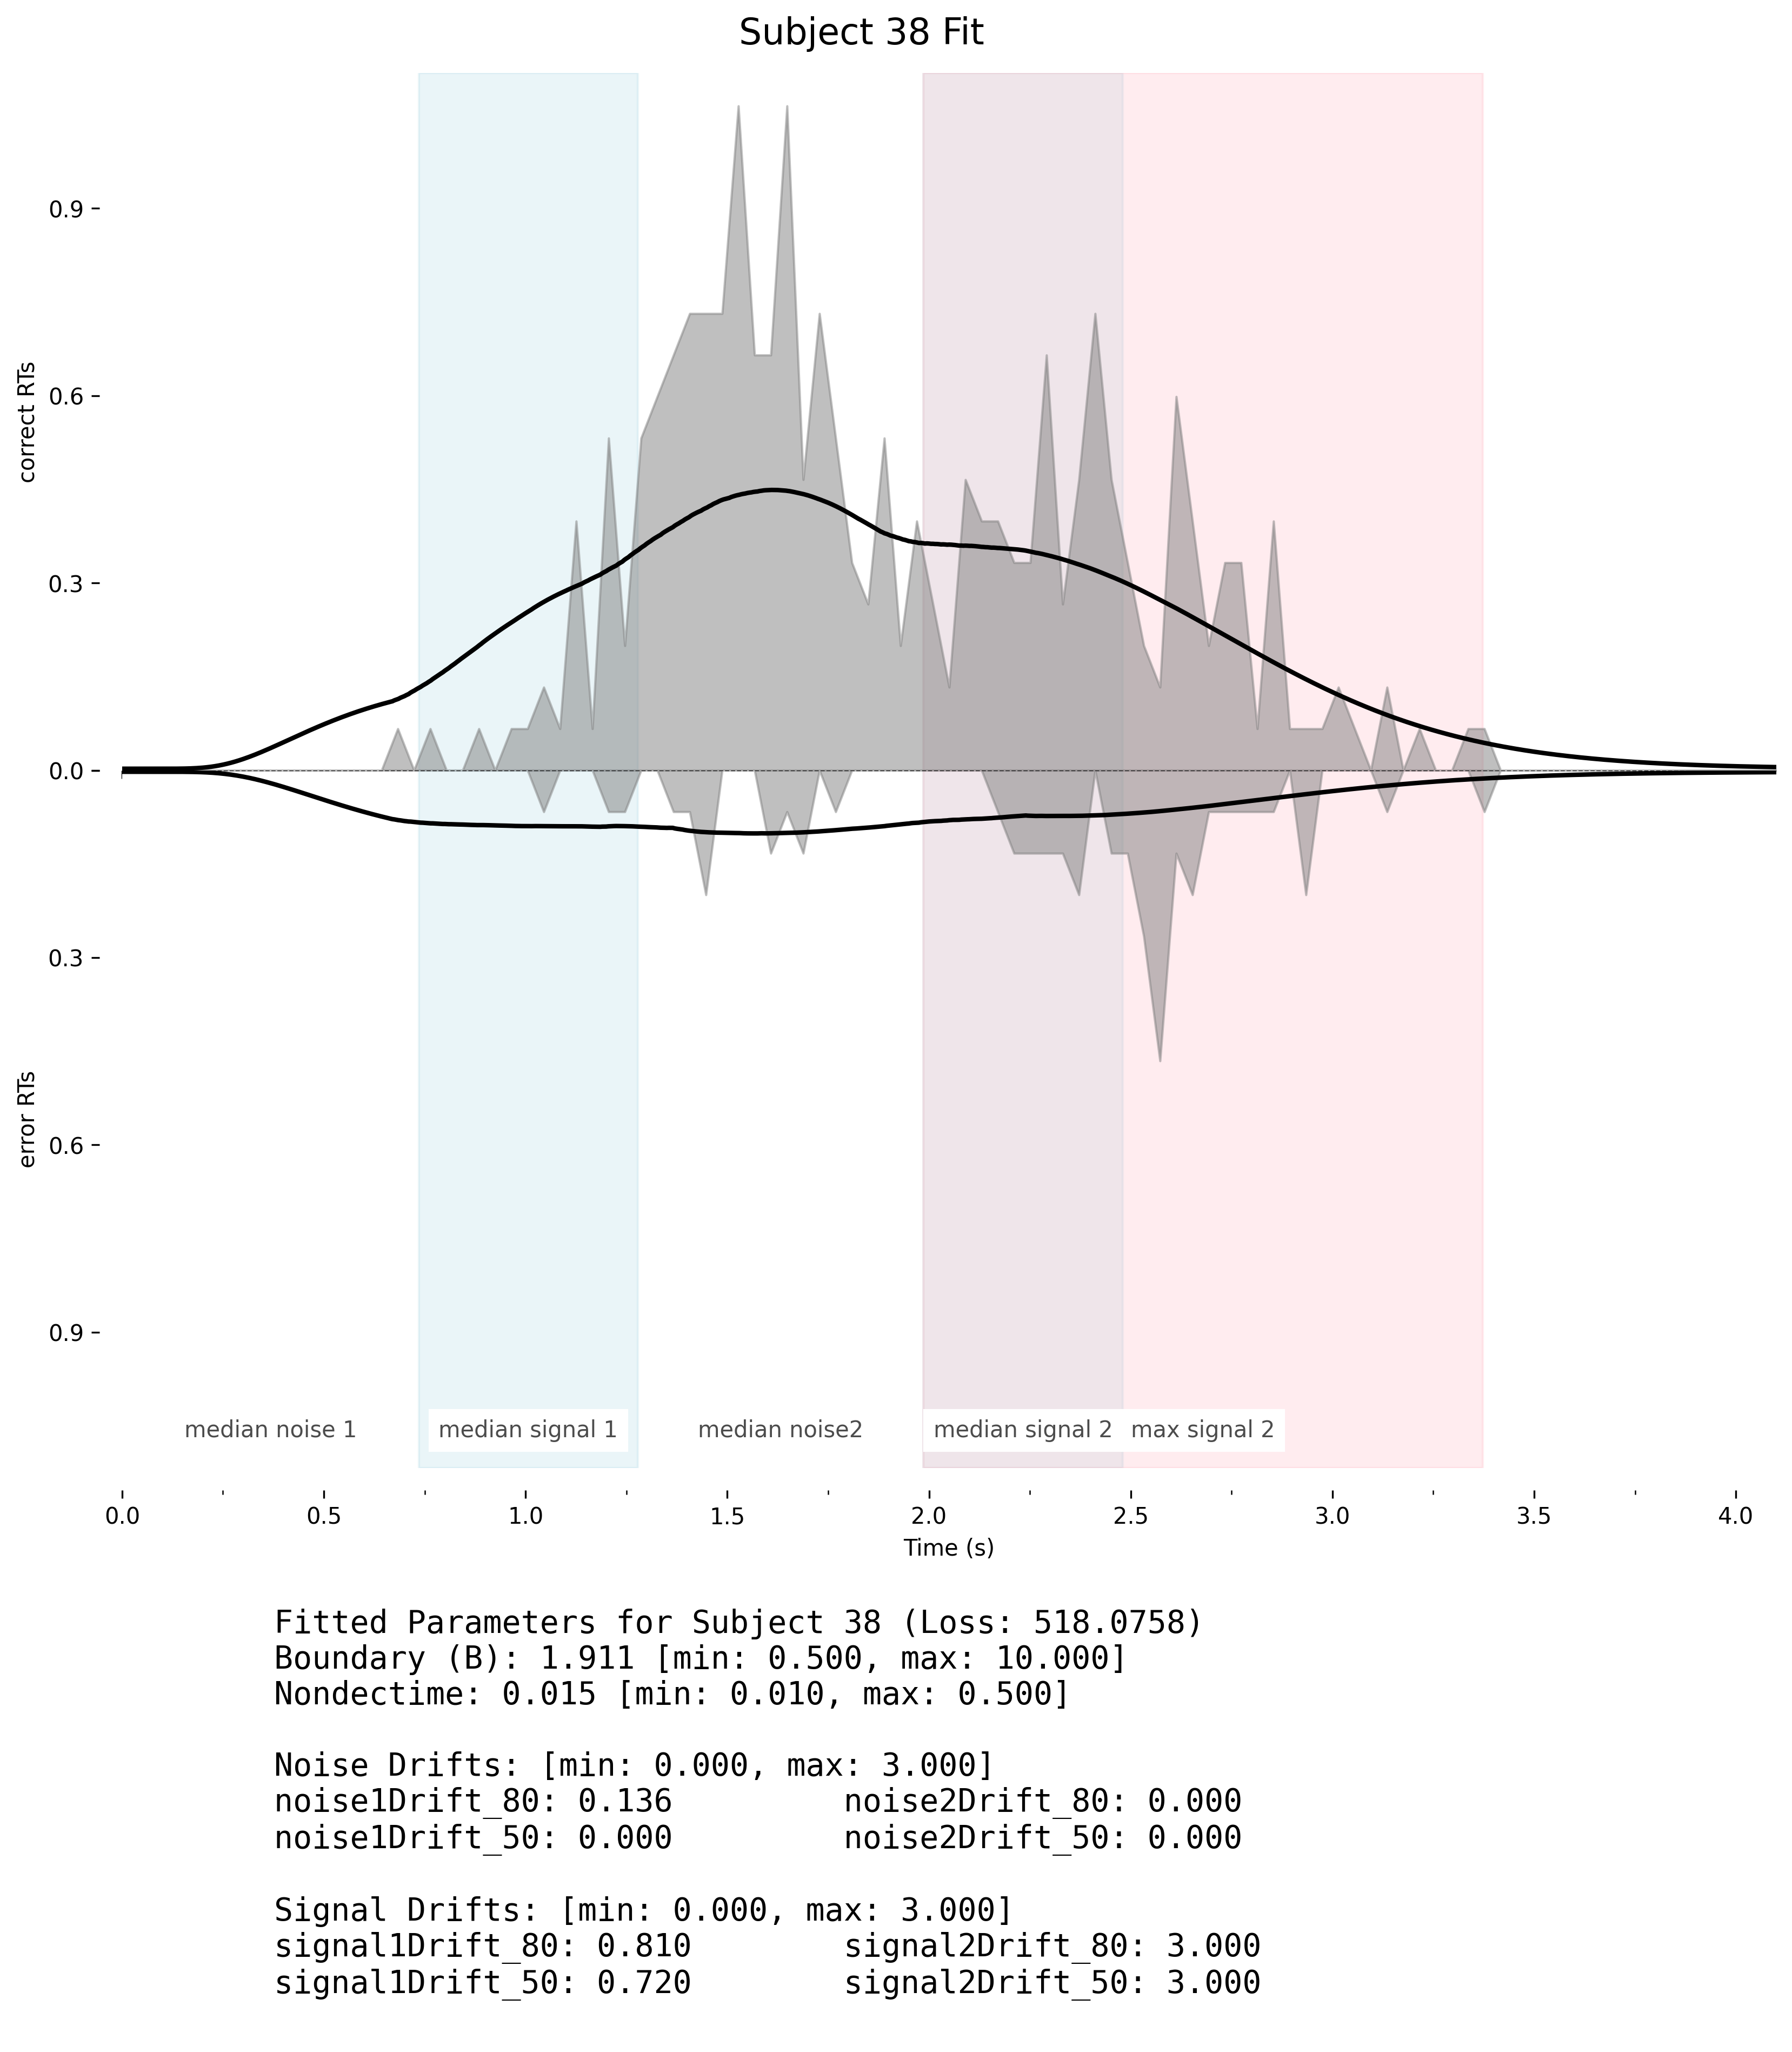 Subject 38 Fit
correct RTs
error RTs
0.9
0.6
0.3
0.0
0.3
0.6
0.9
median noise 1 median signal 1 median noise2 median signal 2 max signal 2
0.0 0.5 1.0 1.5 2.0 2.5 3.0 3.5 4.0
Time (s)
Fitted Parameters for Subject 38 (Loss: 518.0758)
Boundary (B): 1.911 [min: 0.500, max: 10.000]
Nondectime: 0.015 [min: 0.010, max: 0.500]
Noise Drifts: [min: 0.000, max: 3.000]
noise1Drift_80: 0.136 noise2Drift_80: 0.000
noise1Drift_50: 0.000 noise2Drift_50: 0.000
Signal Drifts: [min: 0.000, max: 3.000]
signal1Drift_80: 0.810 signal2Drift_80: 3.000
signal1Drift_50: 0.720 signal2Drift_50: 3.000